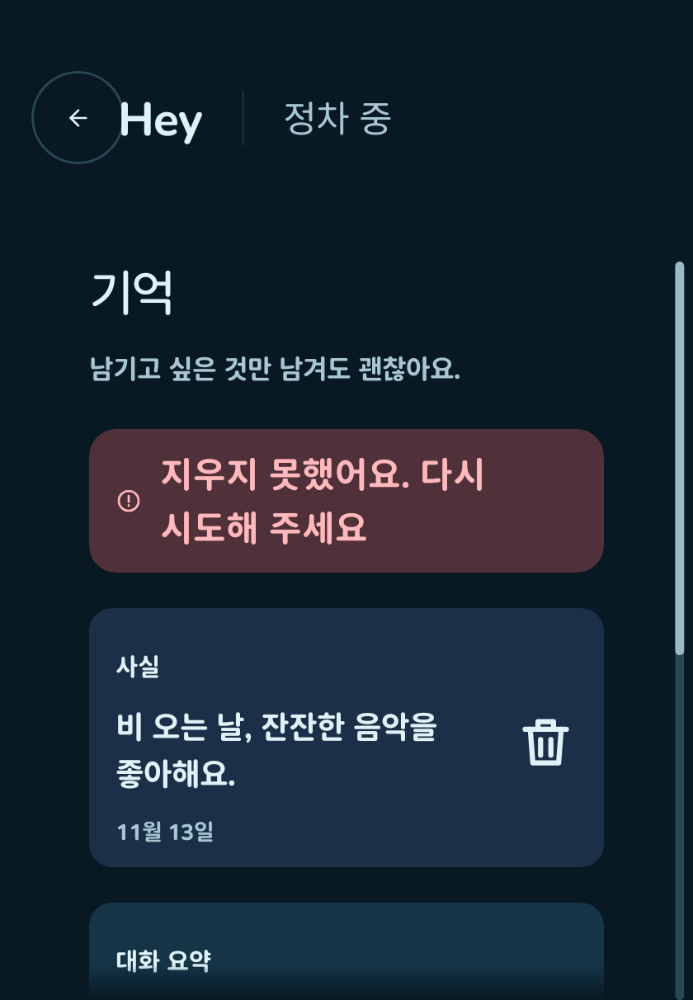 Hey
정차 중
기억
남기고 싶은 것만 남겨도 괜찮아요.
지우지 못했어요. 다시
시도해 주세요
사실
비 오는 날, 잔잔한 음악을
좋아해요.
11월 13일
대화 요약